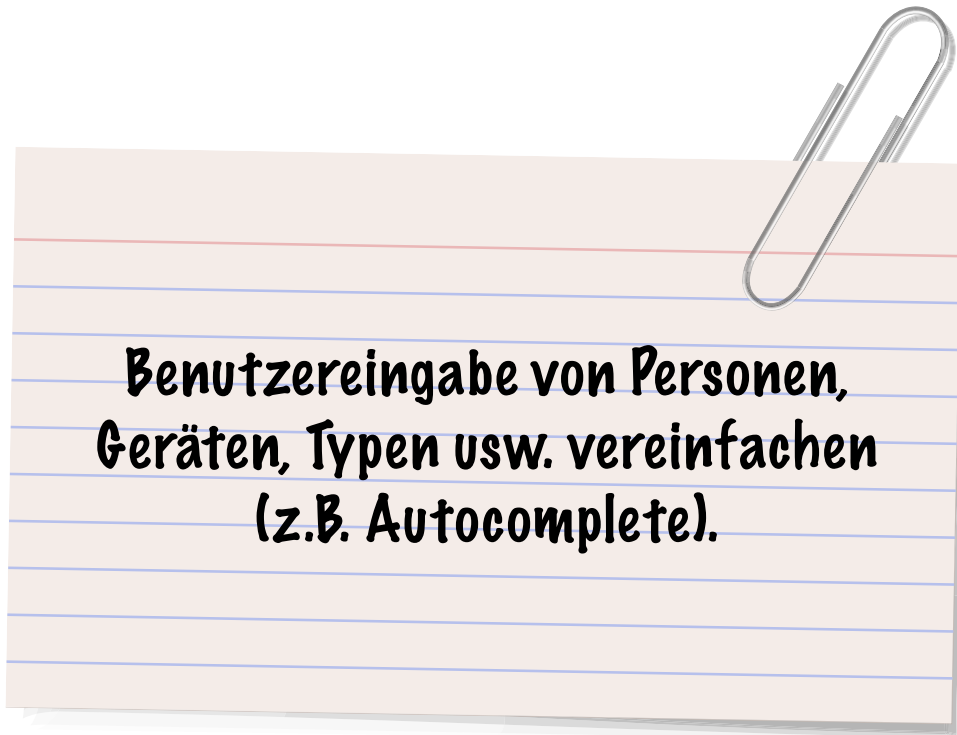 Benutzereingabe von Personen,
Geräten, Typen usw. vereinfachen
(z.B. Autocomplete).